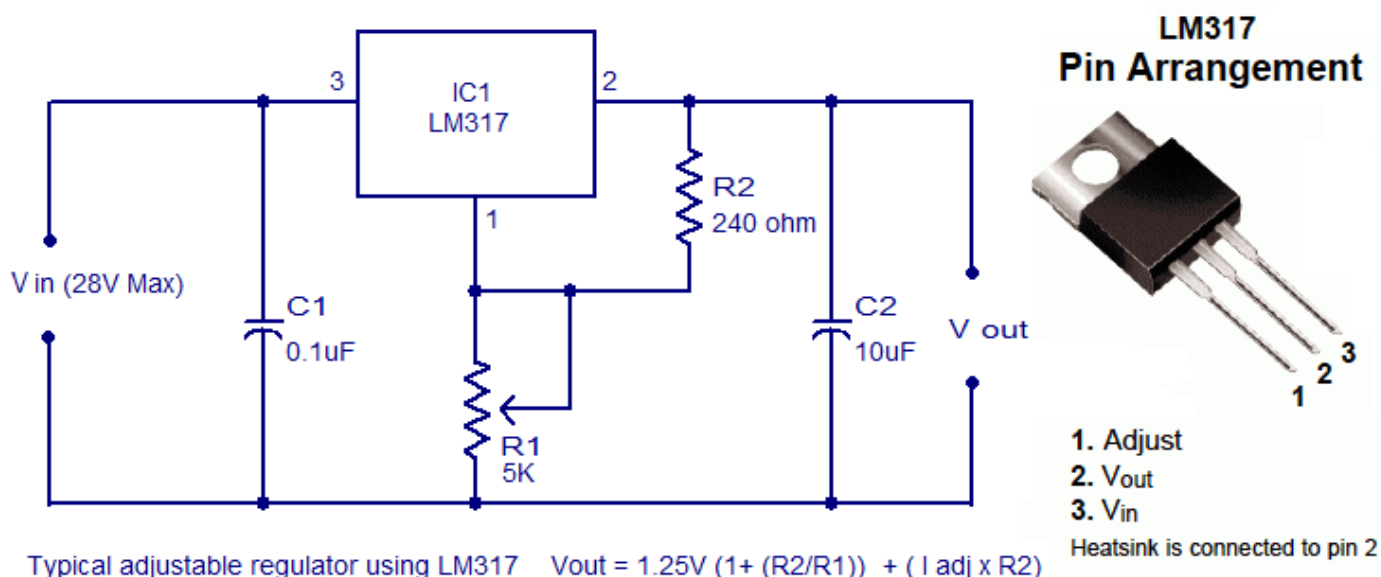 LM317
Pin Arrangement
3
IC1
LM317
2
1
R2
240 ohm
V in (28V Max)
C1
0.1uF
C2
10uF
V out
R1
5K
3
2
1
1. Adjust
2. Vout
3. Vin
Heatsink is connected to pin 2
Typical adjustable regulator using LM317 Vout = 1.25V (1+ (R2/R1)) + ( I adj x R2)